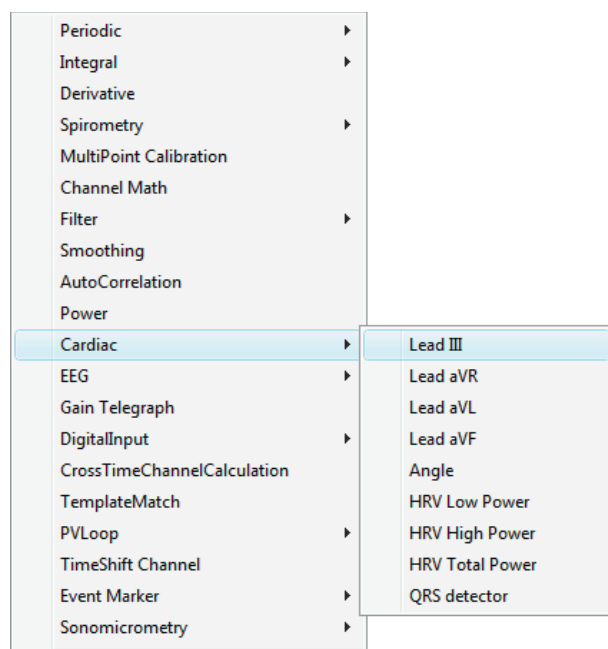 Periodic
Integral
Derivative
Spirometry
MultiPoint Calibration
Channel Math
Filter
Smoothing
AutoCorrelation
Power
Cardiac
EEG
Gain Telegraph
DigitalInput
CrossTimeChannelCalculation
TemplateMatch
PVLoop
TimeShift Channel
Event Marker
Sonomicrometry
Lead III
Lead aVR
Lead aVL
Lead aVF
Angle
HRV Low Power
HRV High Power
HRV Total Power
QRS detector